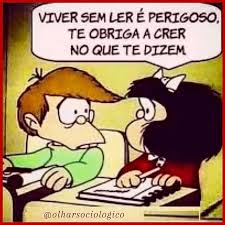 VIVER SEM LER É PERIGOSO,
TE OBRIGA A CRER
NO QUE TE DIZEM
@olharsociologico